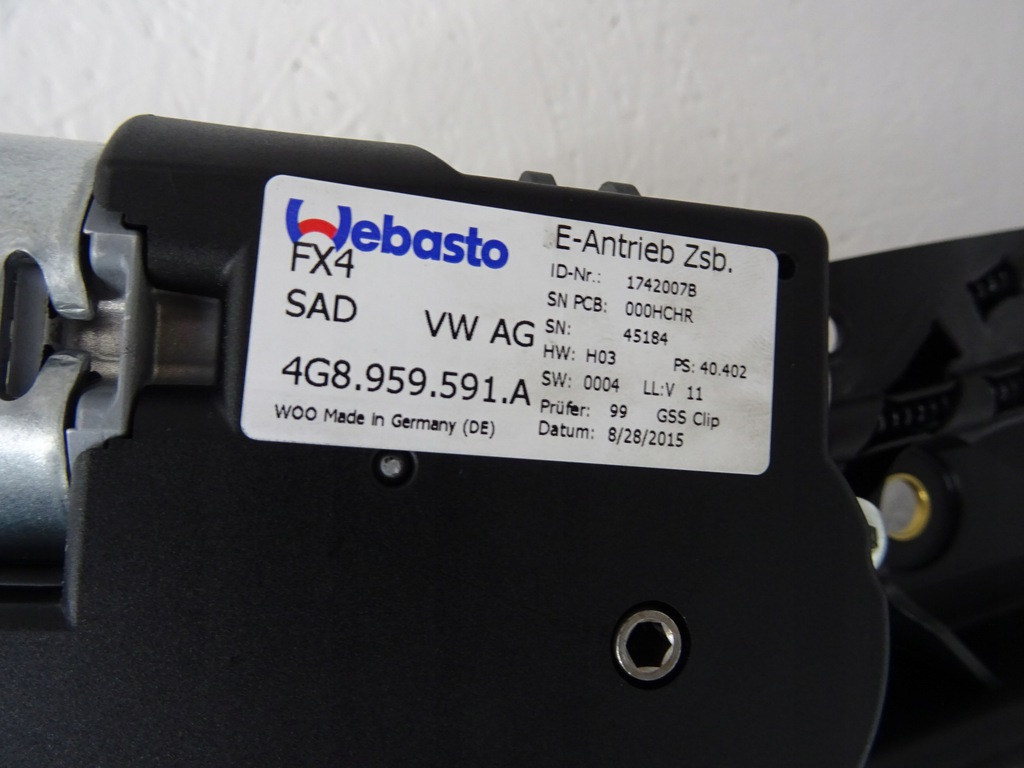 Webasto
FX4
SAD
VW AG
4G8.959.591.A
WOO Made in Germany (DE)
E-Antrieb Zsb.
ID-Nr.: 1742007B
SN PCB: 000HCHR
SN: 45184
HW: H03 PS: 40.402
SW: 0004 LL:V 11
Prüfer: 99 GSS Clip
Datum: 8/28/2015